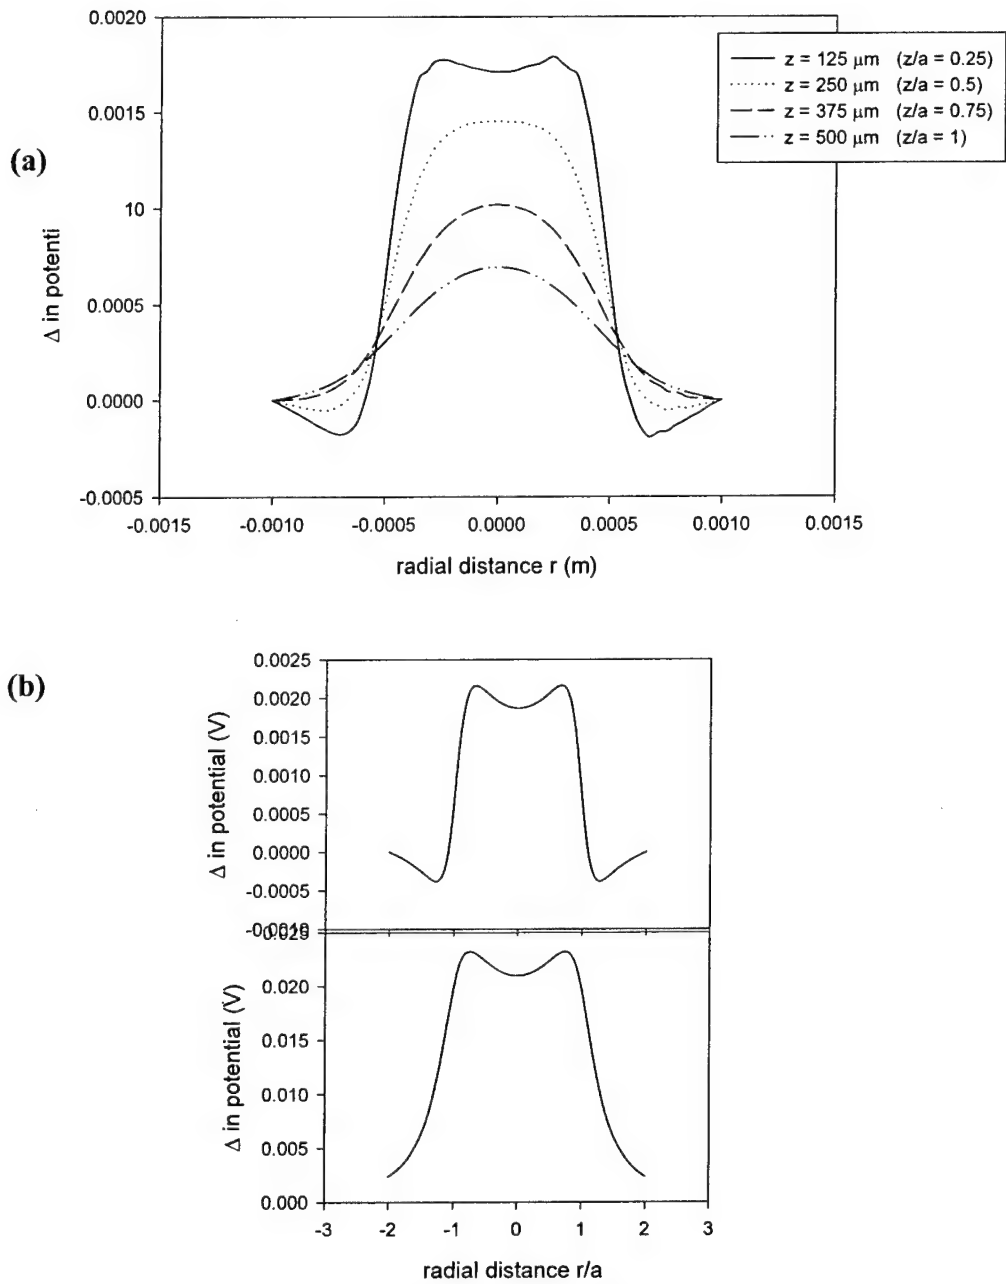 (a)
0.0020
0.0015
10
0.0005
0.0000
-0.0005
Δ in potenti
-0.0015 -0.0010 -0.0005 0.0000 0.0005 0.0010 0.0015
radial distance r (m)
z = 125 μm (z/a = 0.25)
z = 250 μm (z/a = 0.5)
z = 375 μm (z/a = 0.75)
z = 500 μm (z/a = 1)
(b)
0.0025
0.0020
0.0015
0.0010
0.0005
0.0000
-0.0005
Δ in potential (V)
0.020
0.015
0.010
0.005
0.000
Δ in potential (V)
-3 -2 -1 0 1 2 3
radial distance r/a